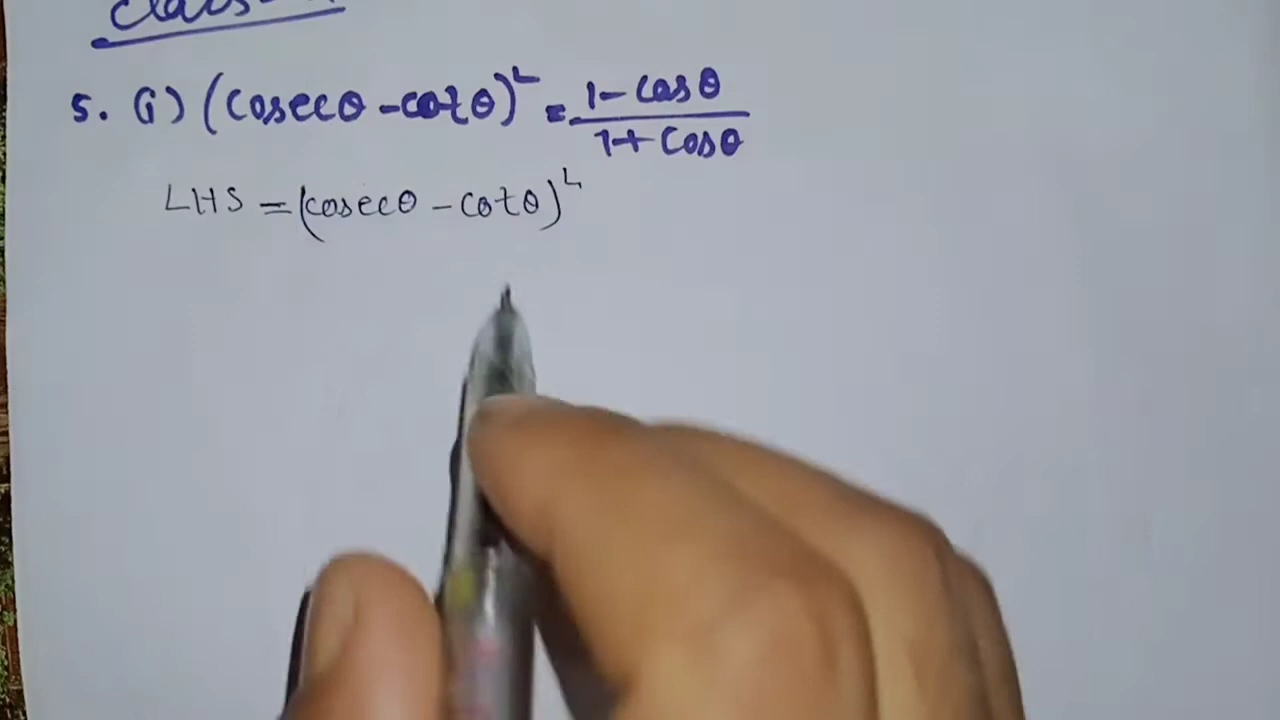 5. (i) (cosecθ - cotθ)² = 1 - cosθ / 1 + cosθ
LHS = (cosecθ - cotθ)²